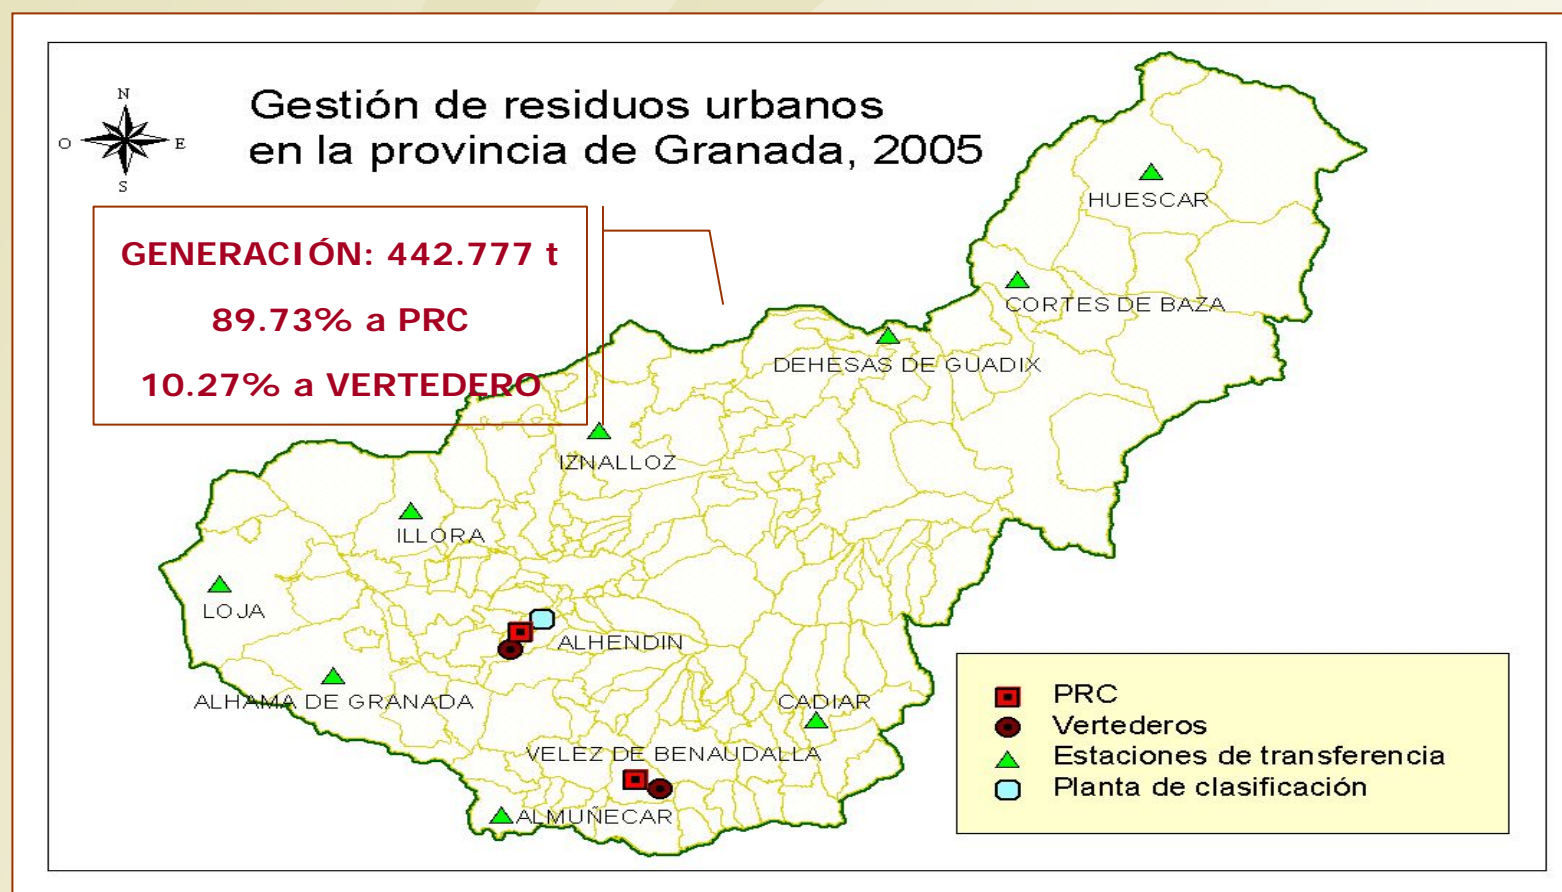 N
O
E
S
Gestión de residuos urbanos
en la provincia de Granada, 2005
GENERACIÓN: 442.777 t
89.73% a PRC
10.27% a VERTEDERO
HUESCAR
CORTES DE BAZA
DEHESAS DE GUADIX
IZNALLOZ
ILLORA
LOJA
ALHENDIN
ALHAMA DE GRANADA
CADIAR
VELEZ DE BENAUDALLA
ALMUÑECAR
PRC
Vertederos
Estaciones de transferencia
Planta de clasificación